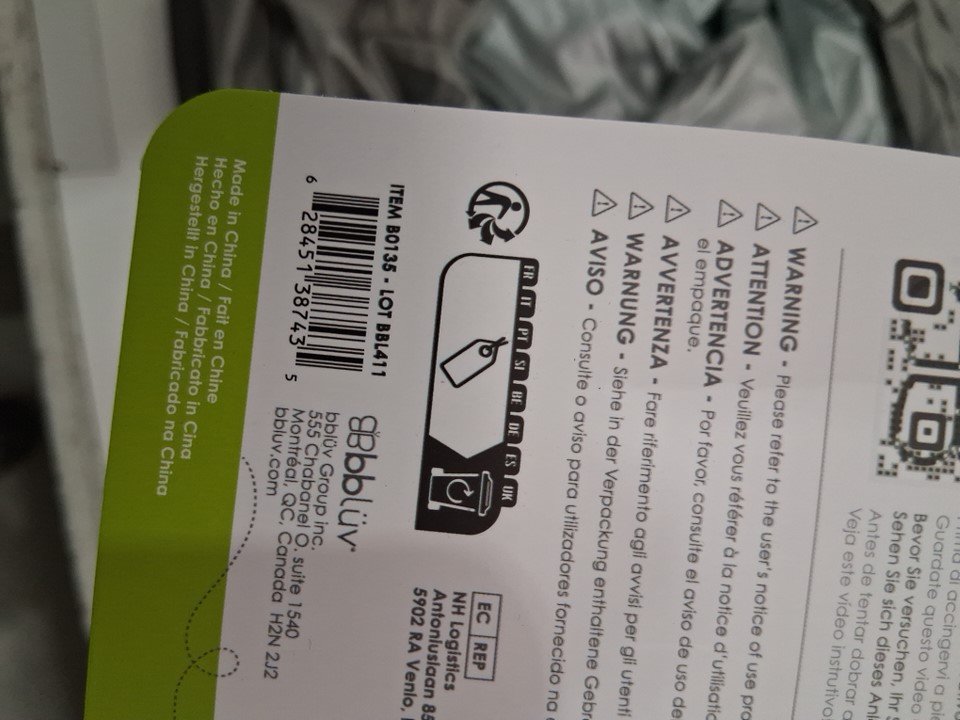 Guardate questo video
Bevor Sie versuchen, Ihr
Sehen Sie sich dieses
Antes de tentar dobrar
Veja este vídeo
⚠ WARNING - Please refer to the user's notice of use
⚠ ATTENTION - Veuillez vous référer à la notice
⚠ ADVERTENCIA - Por favor, consulte el aviso de uso
el empaque.
⚠ AVVERTENZA - Fare riferimento agli avvisi per gli utenti
⚠ WARNUNG - Siehe in der Verpackung enthaltene
⚠ AVISO - Consulte o aviso para utilizadores fornecido na
FR IT PT SI BE DE ES UK
EC REP
NH Logistics
Antoniuslaan 85
5902 RA Venlo,
ITEM B0135 - LOT BBL411
6 28451 38743 5
bblüv®
bblüv Group inc.
555 Chabanel O. suite 1540
Montréal, QC, Canada H2N 2J2
bbluv.com
Made in China / Fait en Chine
Hecho en China / Fabbricato in Cina
Hergestellt in China / Fabricado na China